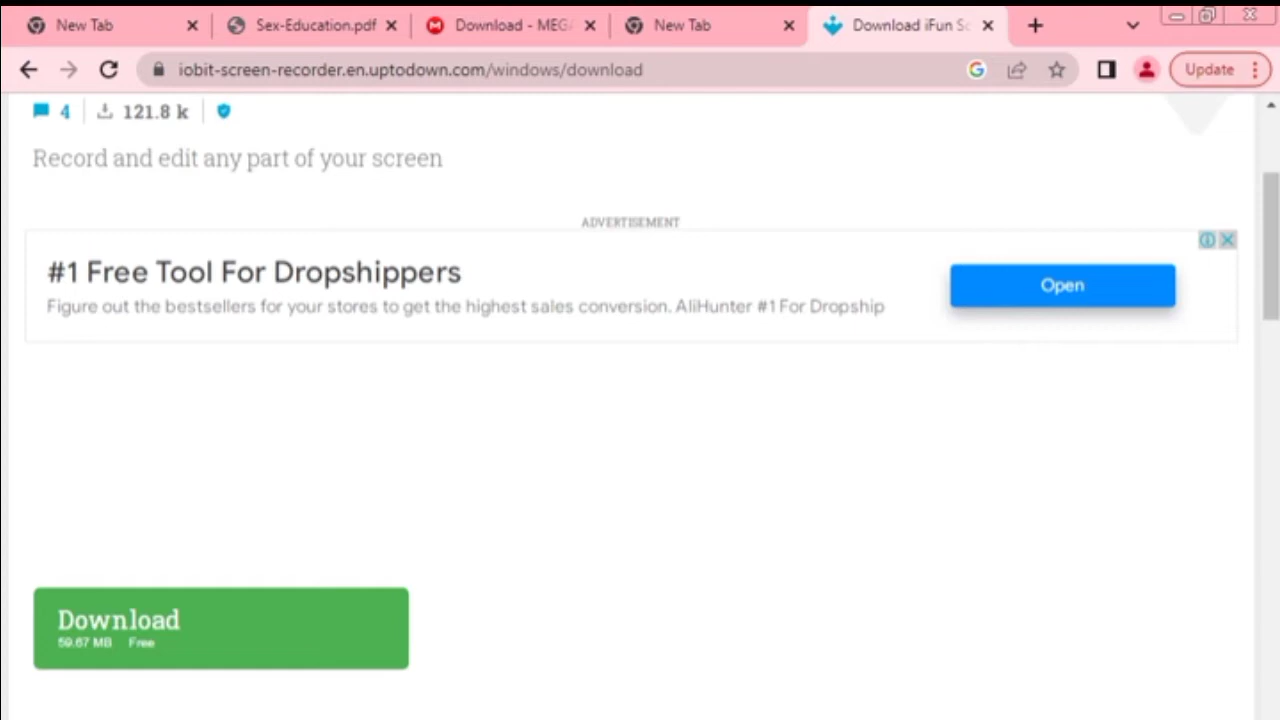 New Tab
Sex-Education.pdf
Download - MEGA
New Tab
Download iFun Sc
iobit-screen-recorder.en.uptodown.com/windows/download
Update
4
121.8 k
Record and edit any part of your screen
ADVERTISEMENT
#1 Free Tool For Dropshippers
Figure out the bestsellers for your stores to get the highest sales conversion. AliHunter #1 For Dropship
Open
Download
59.67 MB Free